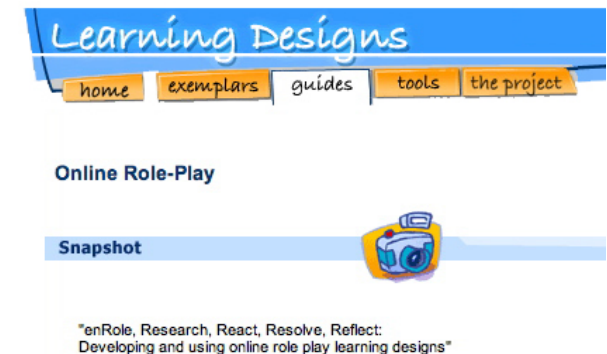 Learning Designs
home exemplars guides tools the project
Online Role-Play
Snapshot
"enRole, Research, React, Resolve, Reflect:
Developing and using online role play learning designs"